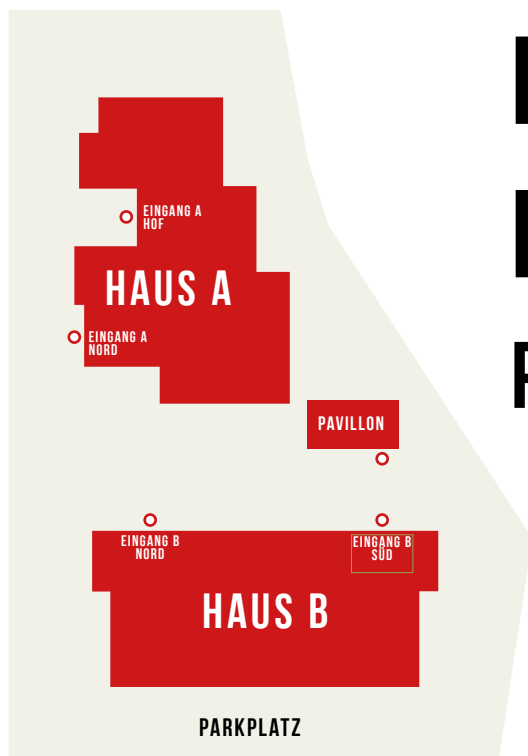 EINGANG A
HOF
HAUS A
EINGANG A
NORD
PAVILLON
EINGANG B
NORD
EINGANG B
SÜD
HAUS B
PARKPLATZ